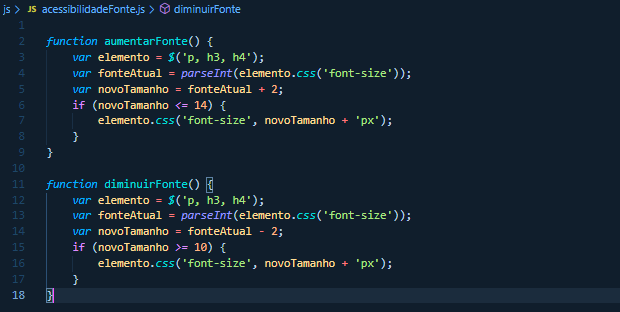 js > JS acessibilidadeFonte.js > diminuirFonte
1
2 function aumentarFonte() {
3 var elemento = $('p, h3, h4');
4 var fonteAtual = parseInt(elemento.css('font-size'));
5 var novoTamanho = fonteAtual + 2;
6 if (novoTamanho <= 14) {
7 elemento.css('font-size', novoTamanho + 'px');
8 }
9 }
10
11 function diminuirFonte() {
12 var elemento = $('p, h3, h4');
13 var fonteAtual = parseInt(elemento.css('font-size'));
14 var novoTamanho = fonteAtual - 2;
15 if (novoTamanho >= 10) {
16 elemento.css('font-size', novoTamanho + 'px');
17 }
18 }